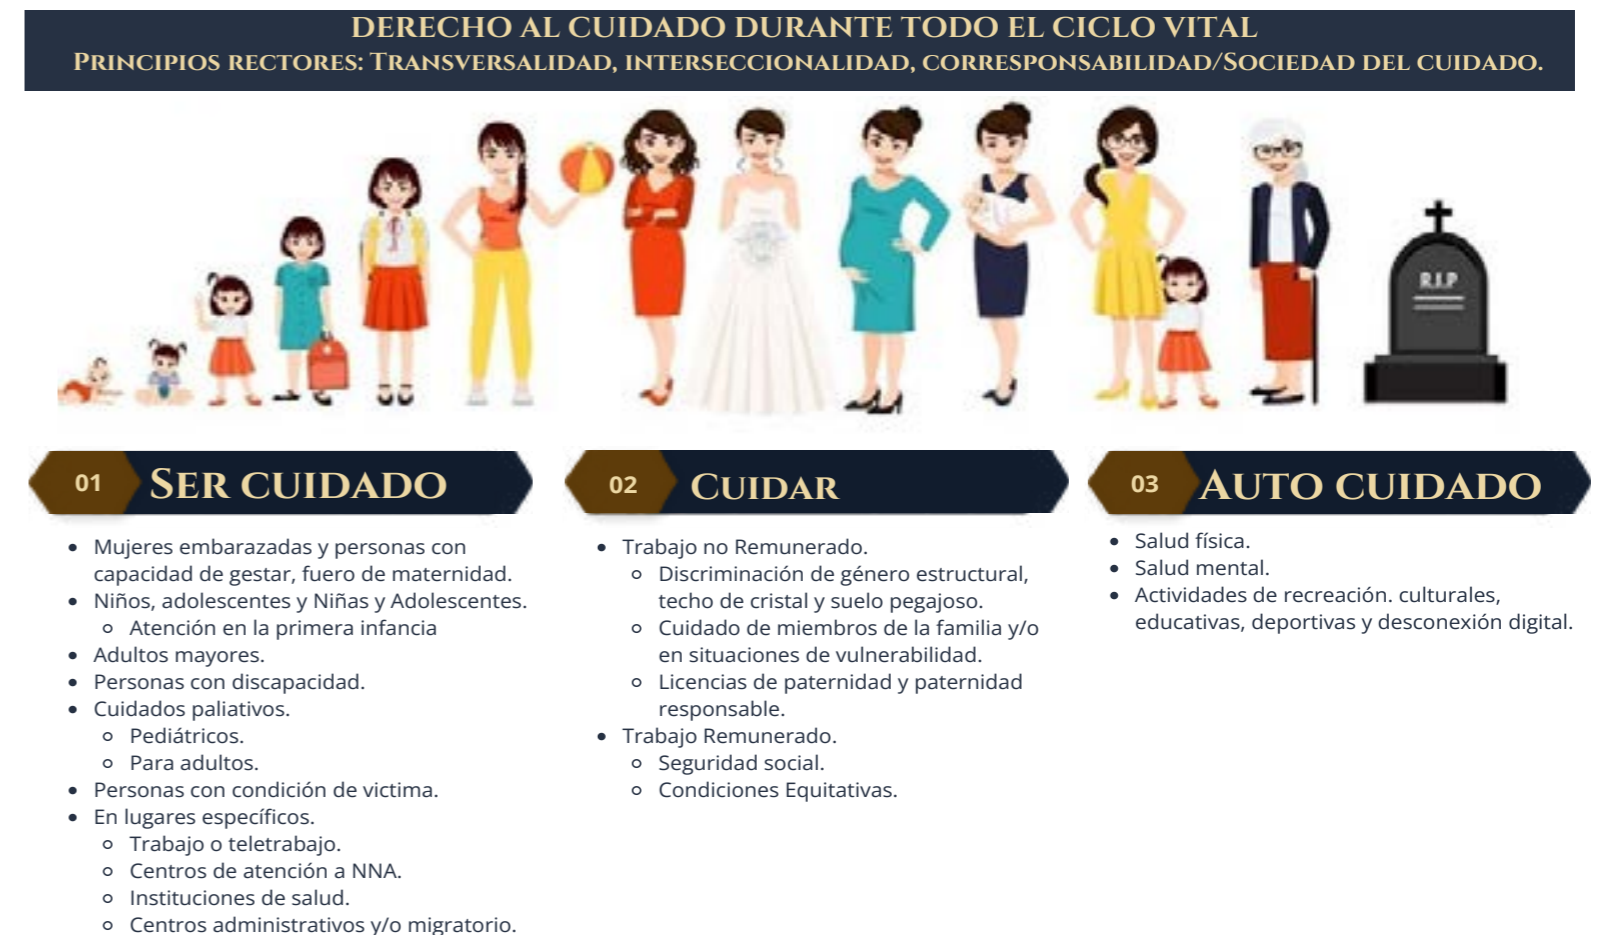 DERECHO AL CUIDADO DURANTE TODO EL CICLO VITAL
PRINCIPIOS RECTORES: TRANSVERSALIDAD, INTERSECCIONALIDAD, CORRESPONSABILIDAD/SOCIEDAD DEL CUIDADO.
R.I.P
01 SER CUIDADO
• Mujeres embarazadas y personas con
capacidad de gestar, fuero de maternidad.
• Niños, adolescentes y Niñas y Adolescentes.
◦ Atención en la primera infancia
• Adultos mayores.
• Personas con discapacidad.
• Cuidados paliativos.
◦ Pediátricos.
◦ Para adultos.
• Personas con condición de victima.
• En lugares específicos.
◦ Trabajo o teletrabajo.
◦ Centros de atención a NNA.
◦ Instituciones de salud.
◦ Centros administrativos y/o migratorio.
02 CUIDAR
• Trabajo no Remunerado.
◦ Discriminación de género estructural,
techo de cristal y suelo pegajoso.
◦ Cuidado de miembros de la familia y/o
en situaciones de vulnerabilidad.
◦ Licencias de paternidad y paternidad
responsable.
• Trabajo Remunerado.
◦ Seguridad social.
◦ Condiciones Equitativas.
03 AUTO CUIDADO
• Salud física.
• Salud mental.
• Actividades de recreación. culturales,
educativas, deportivas y desconexión digital.